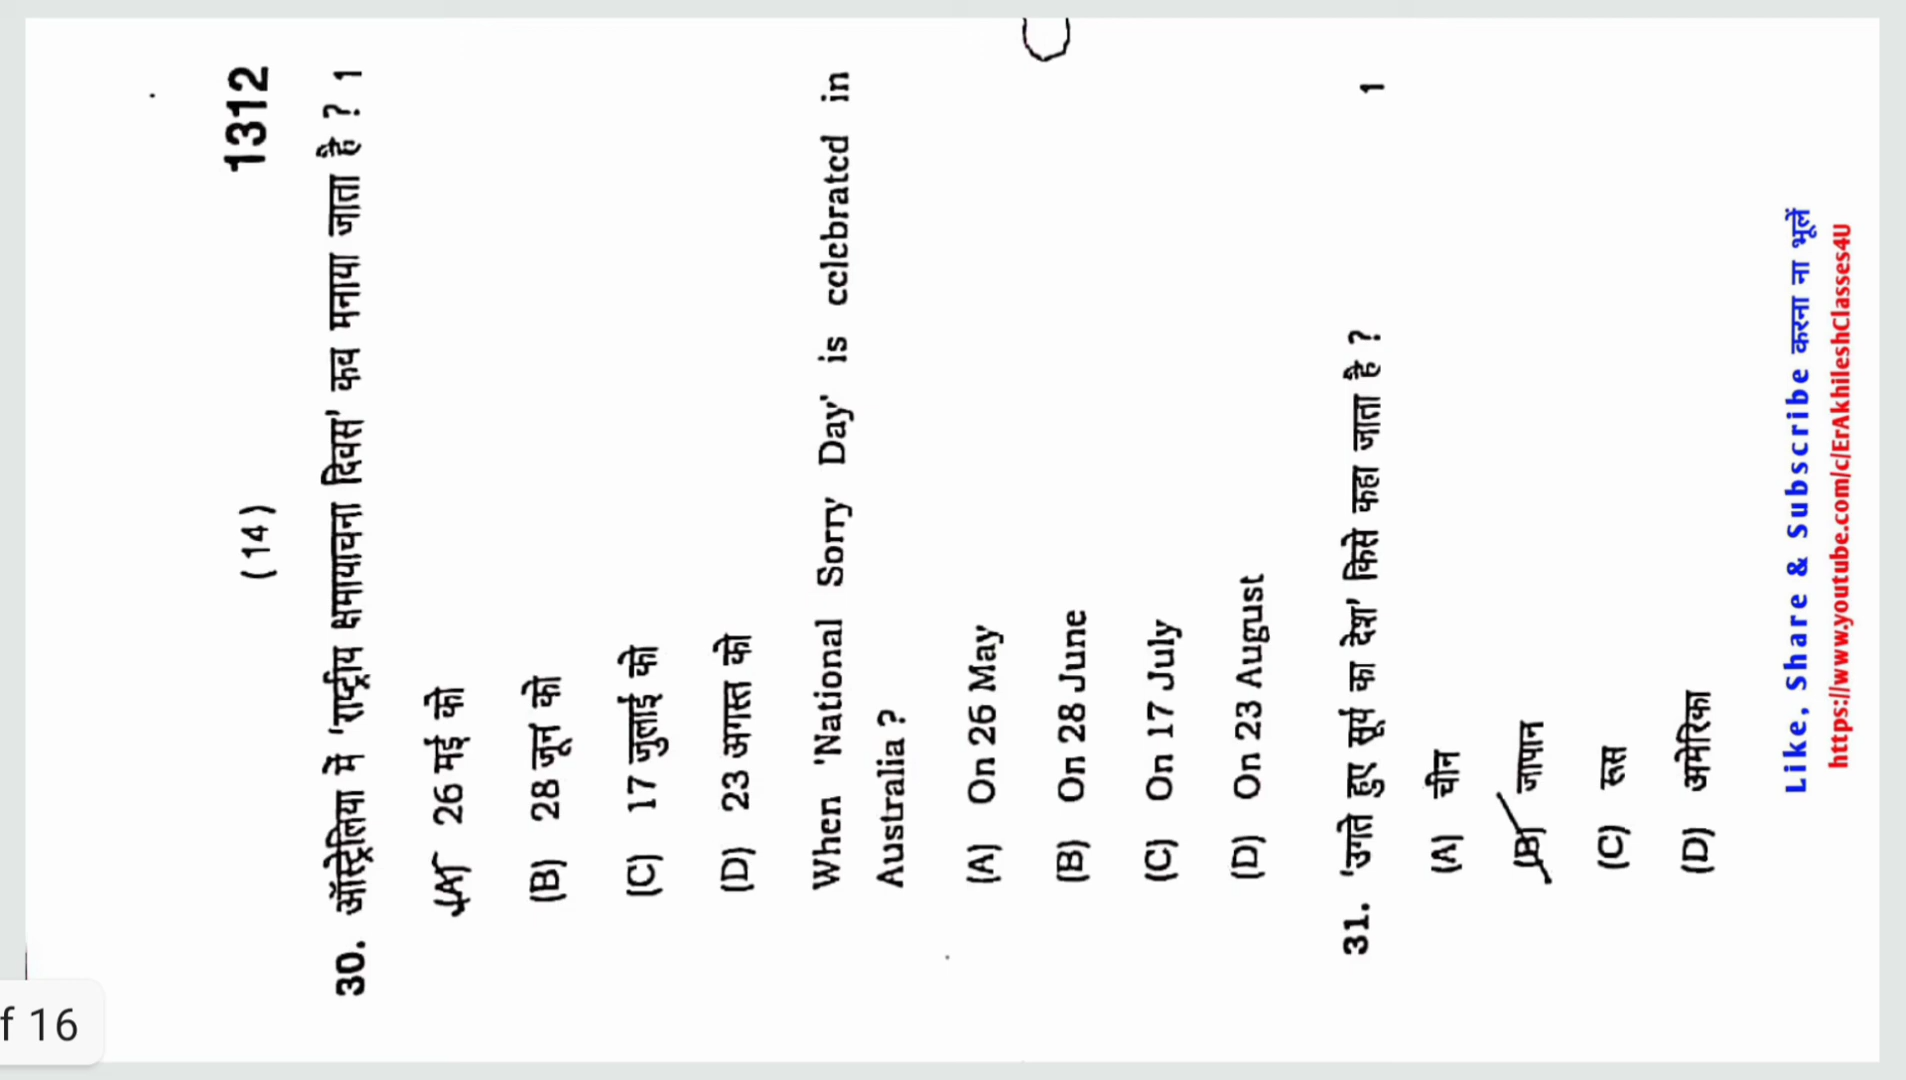 (14)
1312
30. ऑस्ट्रेलिया में 'राष्ट्रीय क्षमायाचना दिवस' कब मनाया जाता है ? 1
(A) 26 मई को
(B) 28 जून को
(C) 17 जुलाई को
(D) 23 अगस्त को
When 'National Sorry Day' is celebrated in
Australia ?
(A) On 26 May
(B) On 28 June
(C) On 17 July
(D) On 23 August
31. 'उगते हुए सूर्य का देश' किसे कहा जाता है ? 1
(A) चीन
(B) जापान
(C) रूस
(D) अमेरिका
Like, Share & Subscribe करना ना भूलें
https://www.youtube.com/c/ErAkhileshClasses4U
f 16